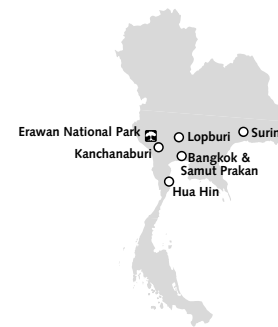 Erawan National Park
Lopburi
Surin
Kanchanaburi
Bangkok &
Samut Prakan
Hua Hin